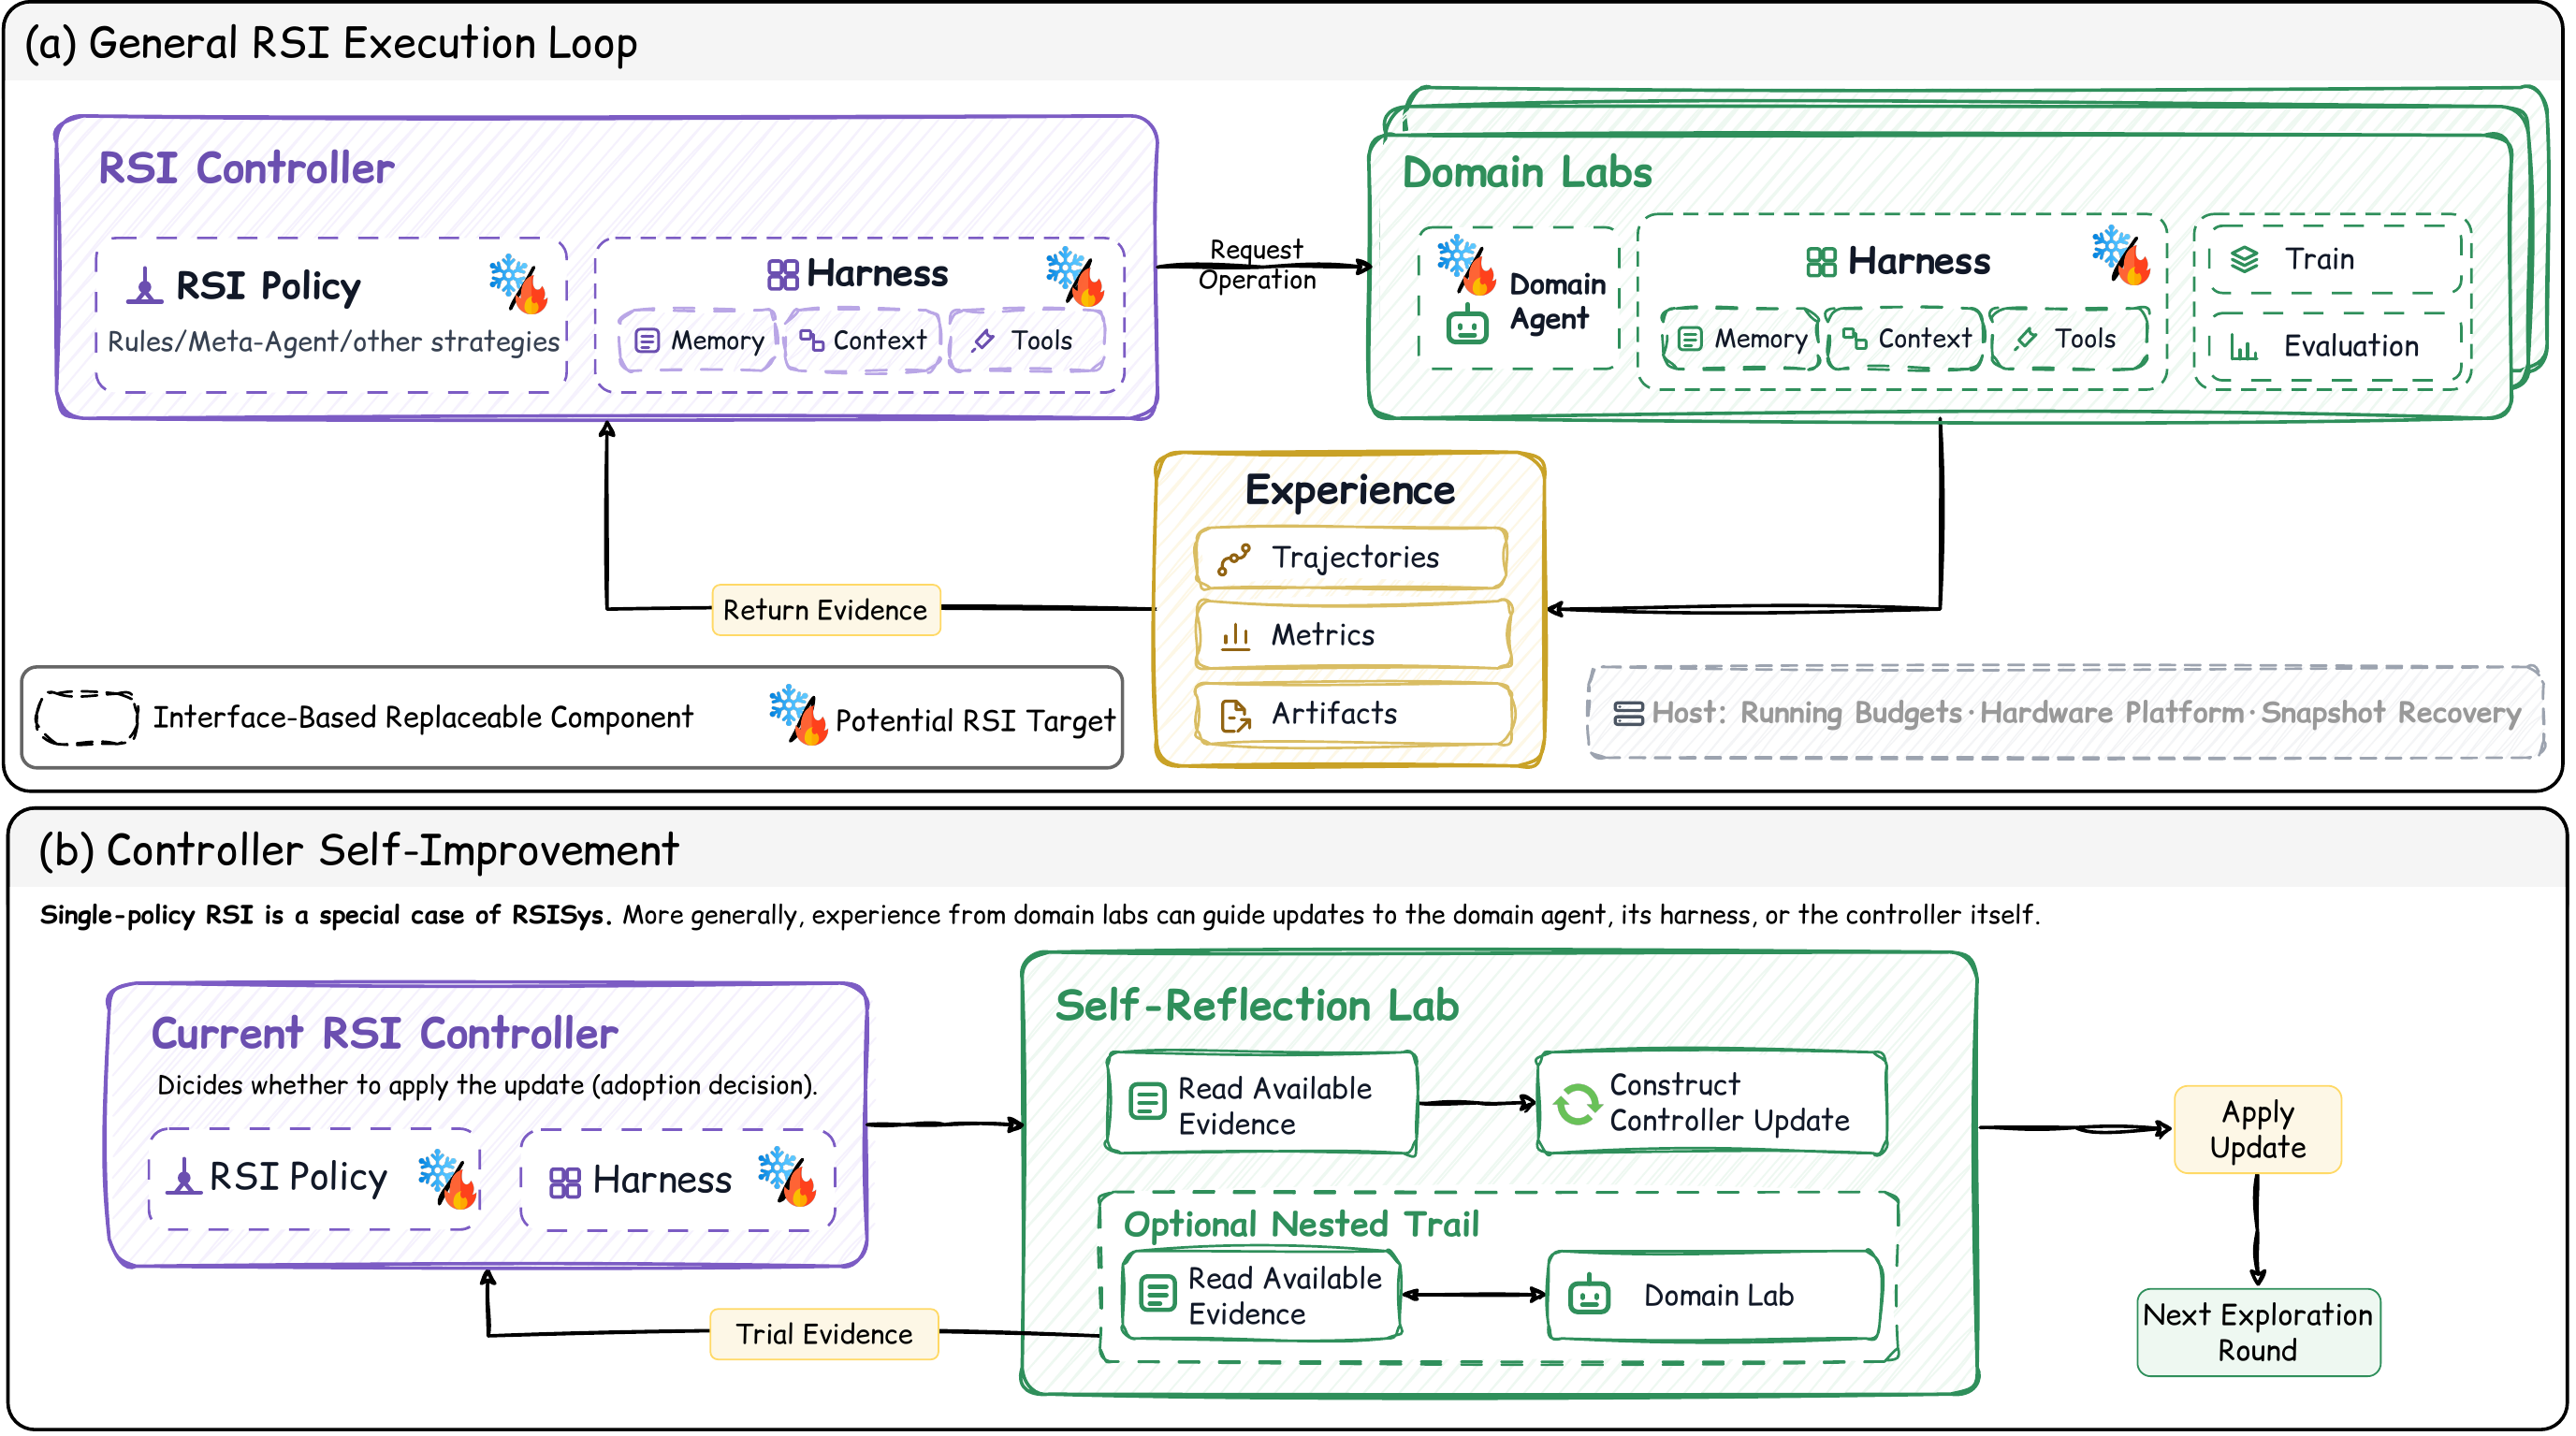 (a) General RSI Execution Loop
RSI Controller
RSI Policy
Rules/Meta-Agent/other strategies
Harness
Memory
Context
Tools
Request
Operation
Domain Labs
Domain
Agent
Harness
Memory
Context
Tools
Train
Evaluation
Experience
Trajectories
Metrics
Artifacts
Return Evidence
Interface-Based Replaceable Component
Potential RSI Target
Host: Running Budgets · Hardware Platform · Snapshot Recovery
(b) Controller Self-Improvement
Single-policy RSI is a special case of RSISys. More generally, experience from domain labs can guide updates to the domain agent, its harness, or the controller itself.
Current RSI Controller
Dicides whether to apply the update (adoption decision).
RSI Policy
Harness
Self-Reflection Lab
Read Available
Evidence
Construct
Controller Update
Optional Nested Trail
Read Available
Evidence
Domain Lab
Trial Evidence
Apply
Update
Next Exploration
Round